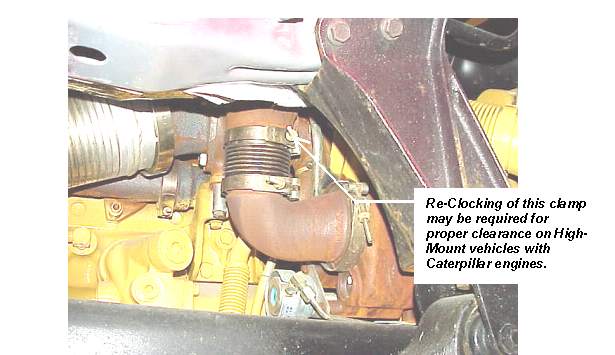 Re-Clocking of this clamp
may be required for
proper clearance on High-
Mount vehicles with
Caterpillar engines.